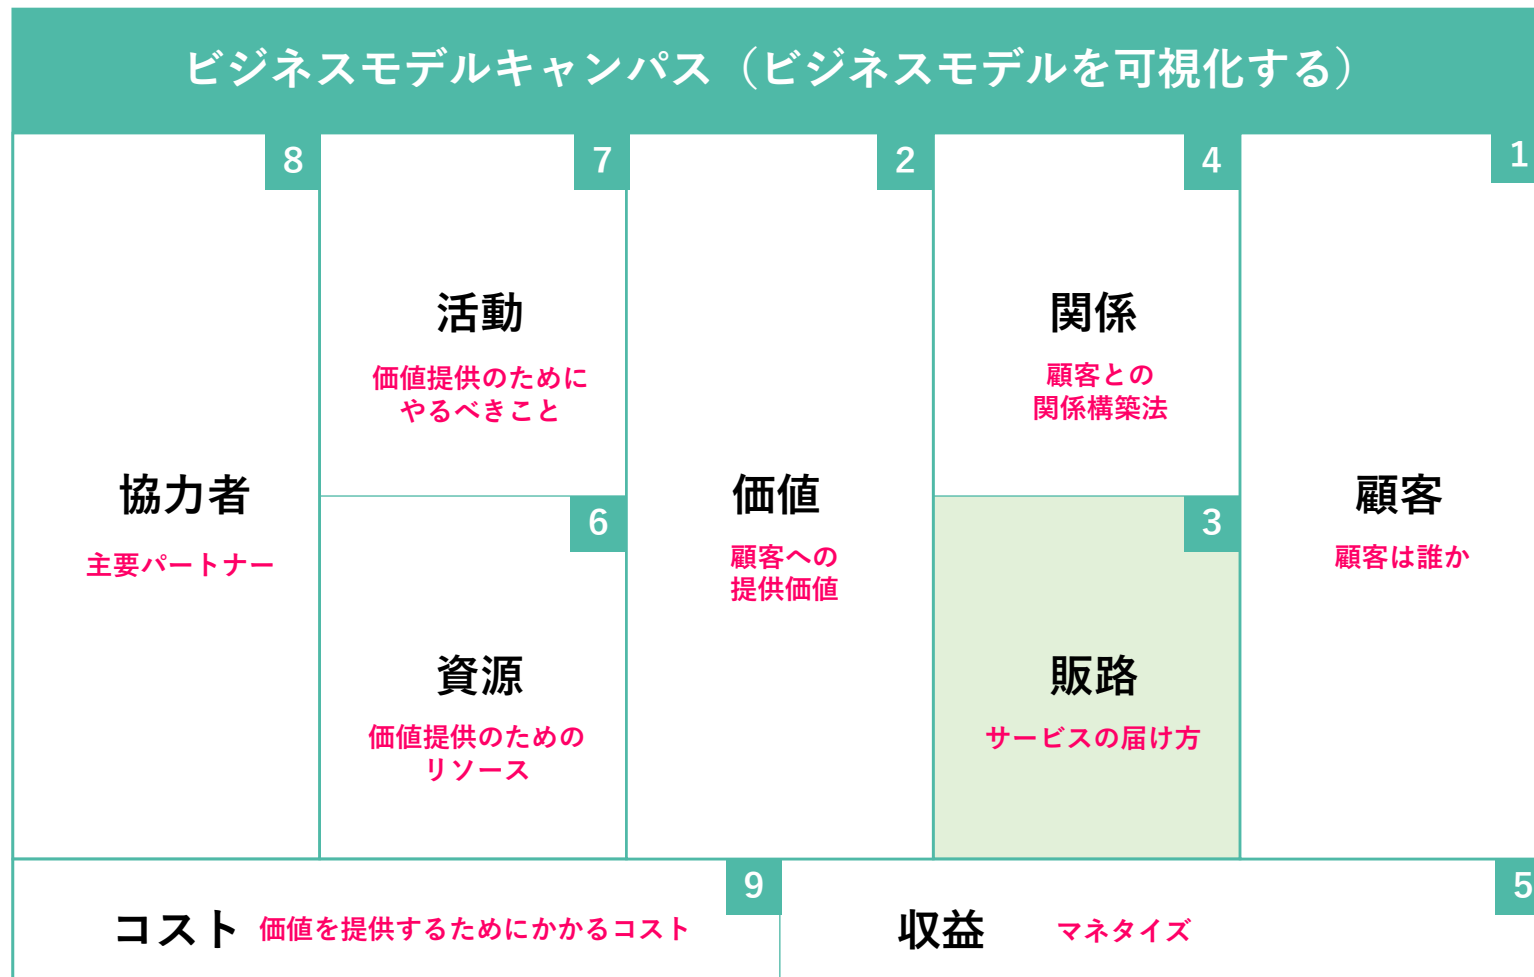 ビジネスモデルキャンパス（ビジネスモデルを可視化する）
8
協力者
主要パートナー
7
活動
価値提供のために
やるべきこと
6
資源
価値提供のための
リソース
2
価値
顧客への
提供価値
4
関係
顧客との
関係構築法
3
販路
サービスの届け方
1
顧客
顧客は誰か
9
コスト 価値を提供するためにかかるコスト
5
収益 マネタイズ